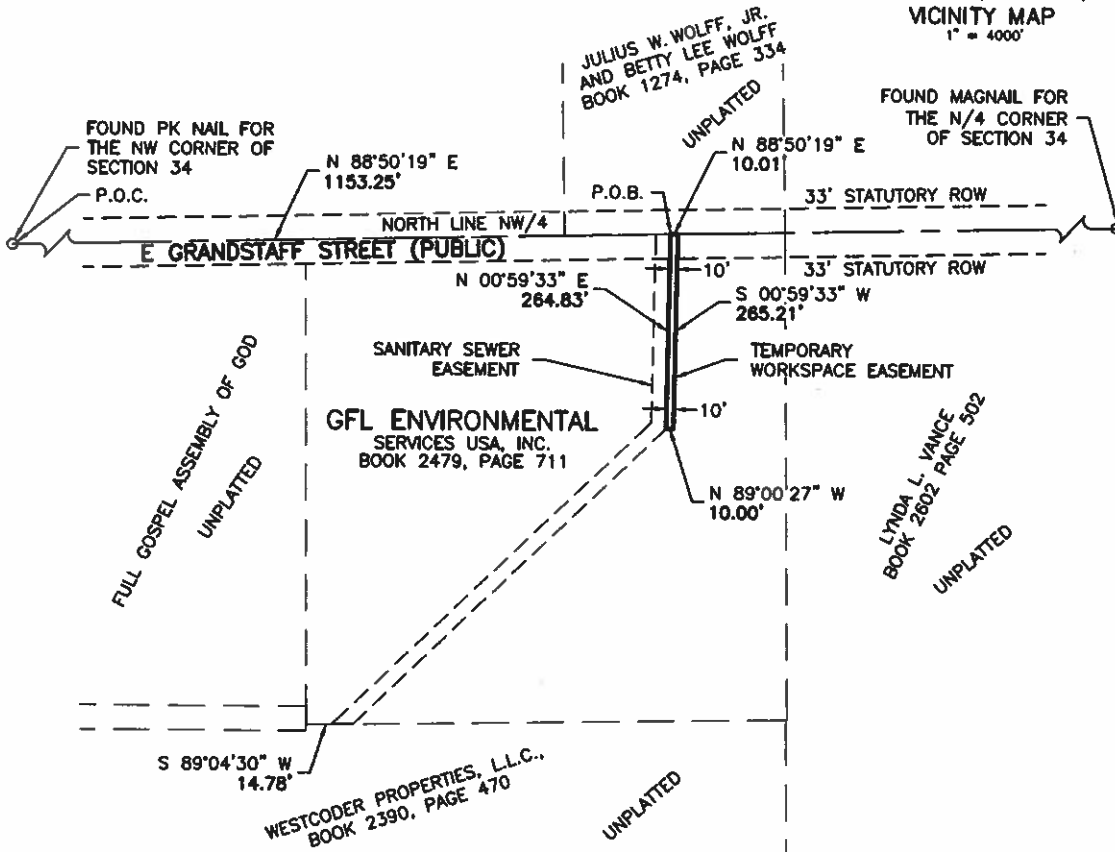 VICINITY MAP
1" = 4000'
JULIUS W. WOLFF, JR.
AND BETTY LEE WOLFF
BOOK 1274, PAGE 334
UNPLATTED
FOUND PK NAIL FOR
THE NW CORNER OF
SECTION 34
P.O.C.
N 88°50'19" E
1153.25'
FOUND MAGNAIL FOR
THE N/4 CORNER
OF SECTION 34
N 88°50'19" E
10.01
P.O.B.
33' STATUTORY ROW
NORTH LINE NW/4
E GRANDSTAFF STREET (PUBLIC)
33' STATUTORY ROW
10'
N 00°59'33" E
264.83'
S 00°59'33" W
265.21'
SANITARY SEWER
EASEMENT
TEMPORARY
WORKSPACE EASEMENT
10'
GFL ENVIRONMENTAL
SERVICES USA, INC.
BOOK 2479, PAGE 711
FULL GOSPEL ASSEMBLY OF GOD
UNPLATTED
N 89°00'27" W
10.00'
LYNDA L. VANCE
BOOK 2602 PAGE 502
UNPLATTED
S 89°04'30" W
14.78'
WESTCODER PROPERTIES, L.L.C.,
BOOK 2390, PAGE 470
UNPLATTED